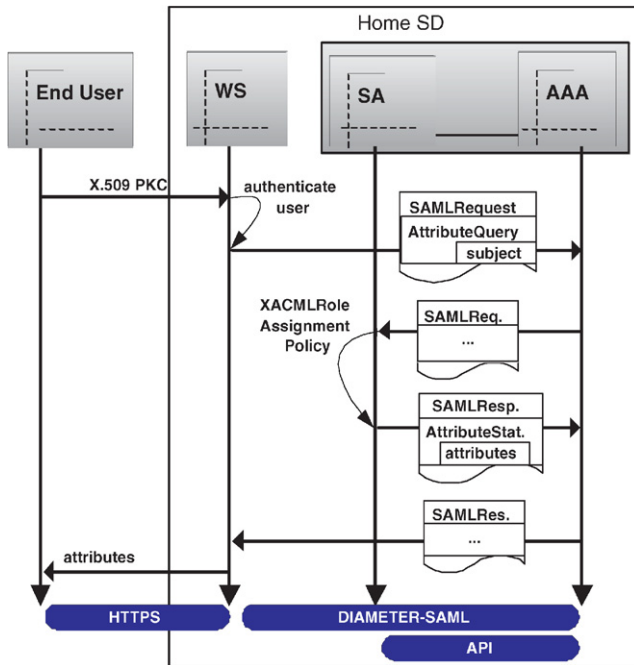 Home SD
End User
WS
SA
AAA
X.509 PKC
authenticate
user
SAMLRequest
AttributeQuery
subject
XACMLRole
Assignment
Policy
SAMLReq.
...
SAMLResp.
AttributeStat.
attributes
SAMLRes.
...
attributes
HTTPS
DIAMETER-SAML
API